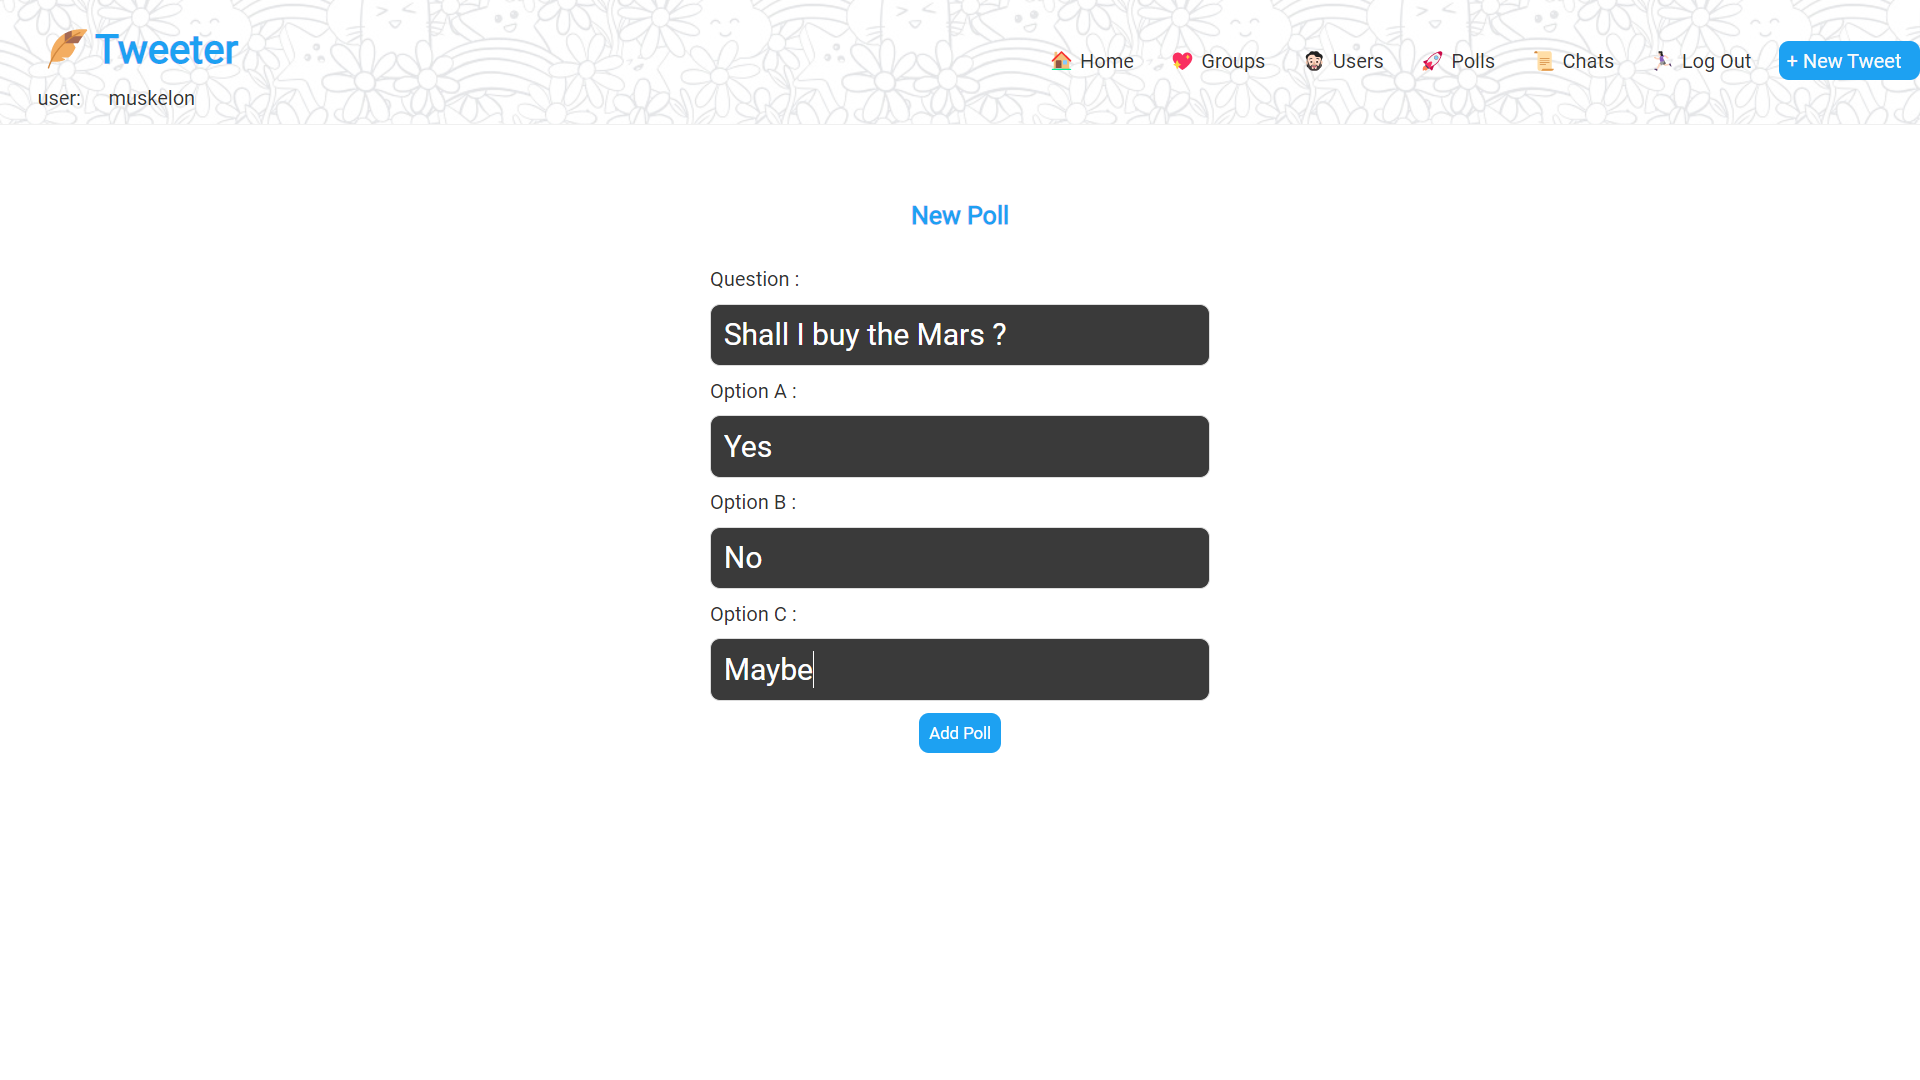 Tweeter
Home
Groups
Users
Polls
Chats
Log Out
+ New Tweet
user: muskelon
New Poll
Question :
Shall I buy the Mars ?
Option A :
Yes
Option B :
No
Option C :
Maybe
Add Poll